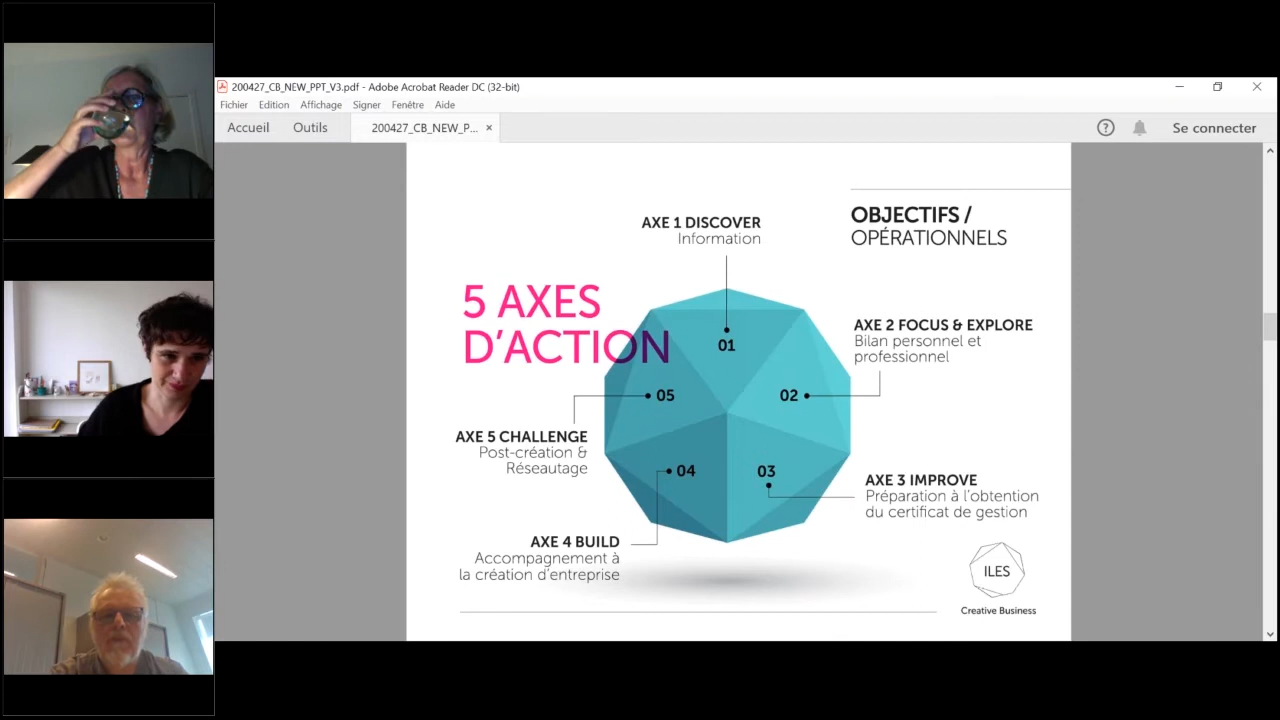 200427_CB_NEW_PPT_V3.pdf - Adobe Acrobat Reader DC (32-bit)
Fichier Edition Affichage Signer Fenêtre Aide
Accueil Outils 200427_CB_NEW_P... × ? Se connecter
OBJECTIFS /
OPÉRATIONNELS
AXE 1 DISCOVER
Information
5 AXES
D’ACTION
01
AXE 2 FOCUS & EXPLORE
Bilan personnel et
professionnel
05
02
AXE 5 CHALLENGE
Post-création &
Réseautage
04
03
AXE 3 IMPROVE
Préparation à l’obtention
du certificat de gestion
AXE 4 BUILD
Accompagnement à
la création d’entreprise
ILES
Creative Business